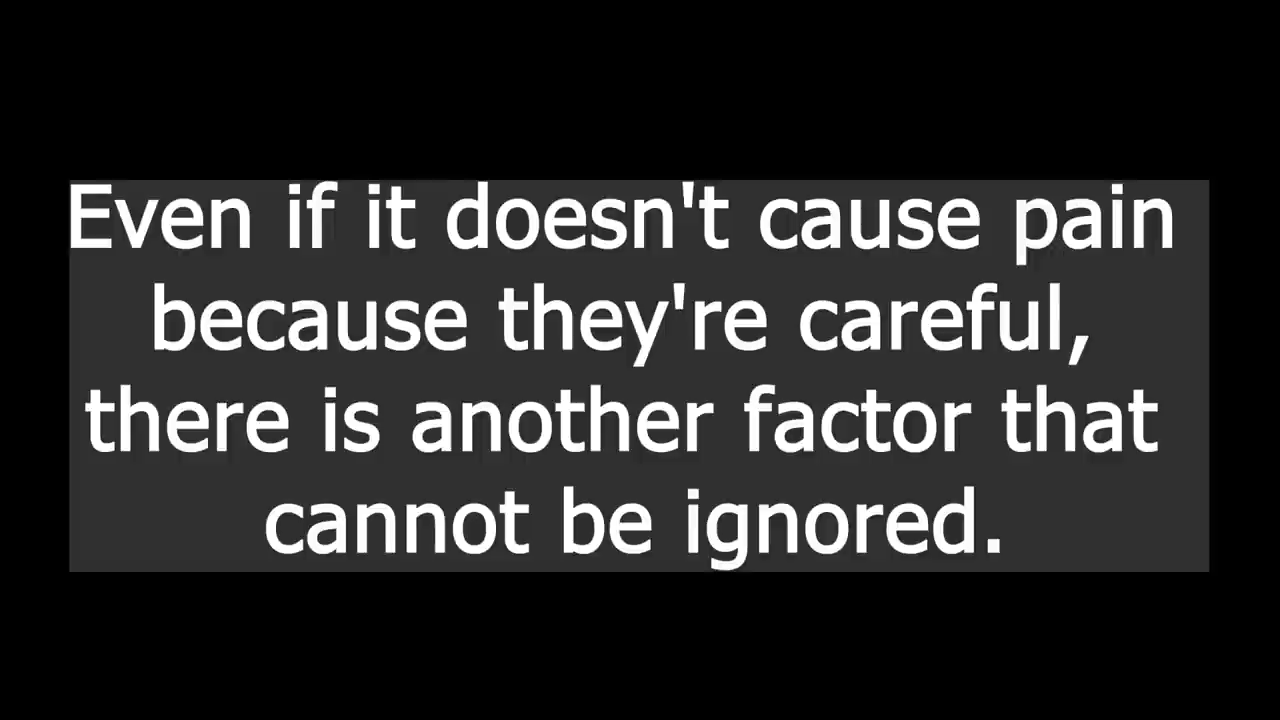 Even if it doesn't cause pain
because they're careful,
there is another factor that
cannot be ignored.